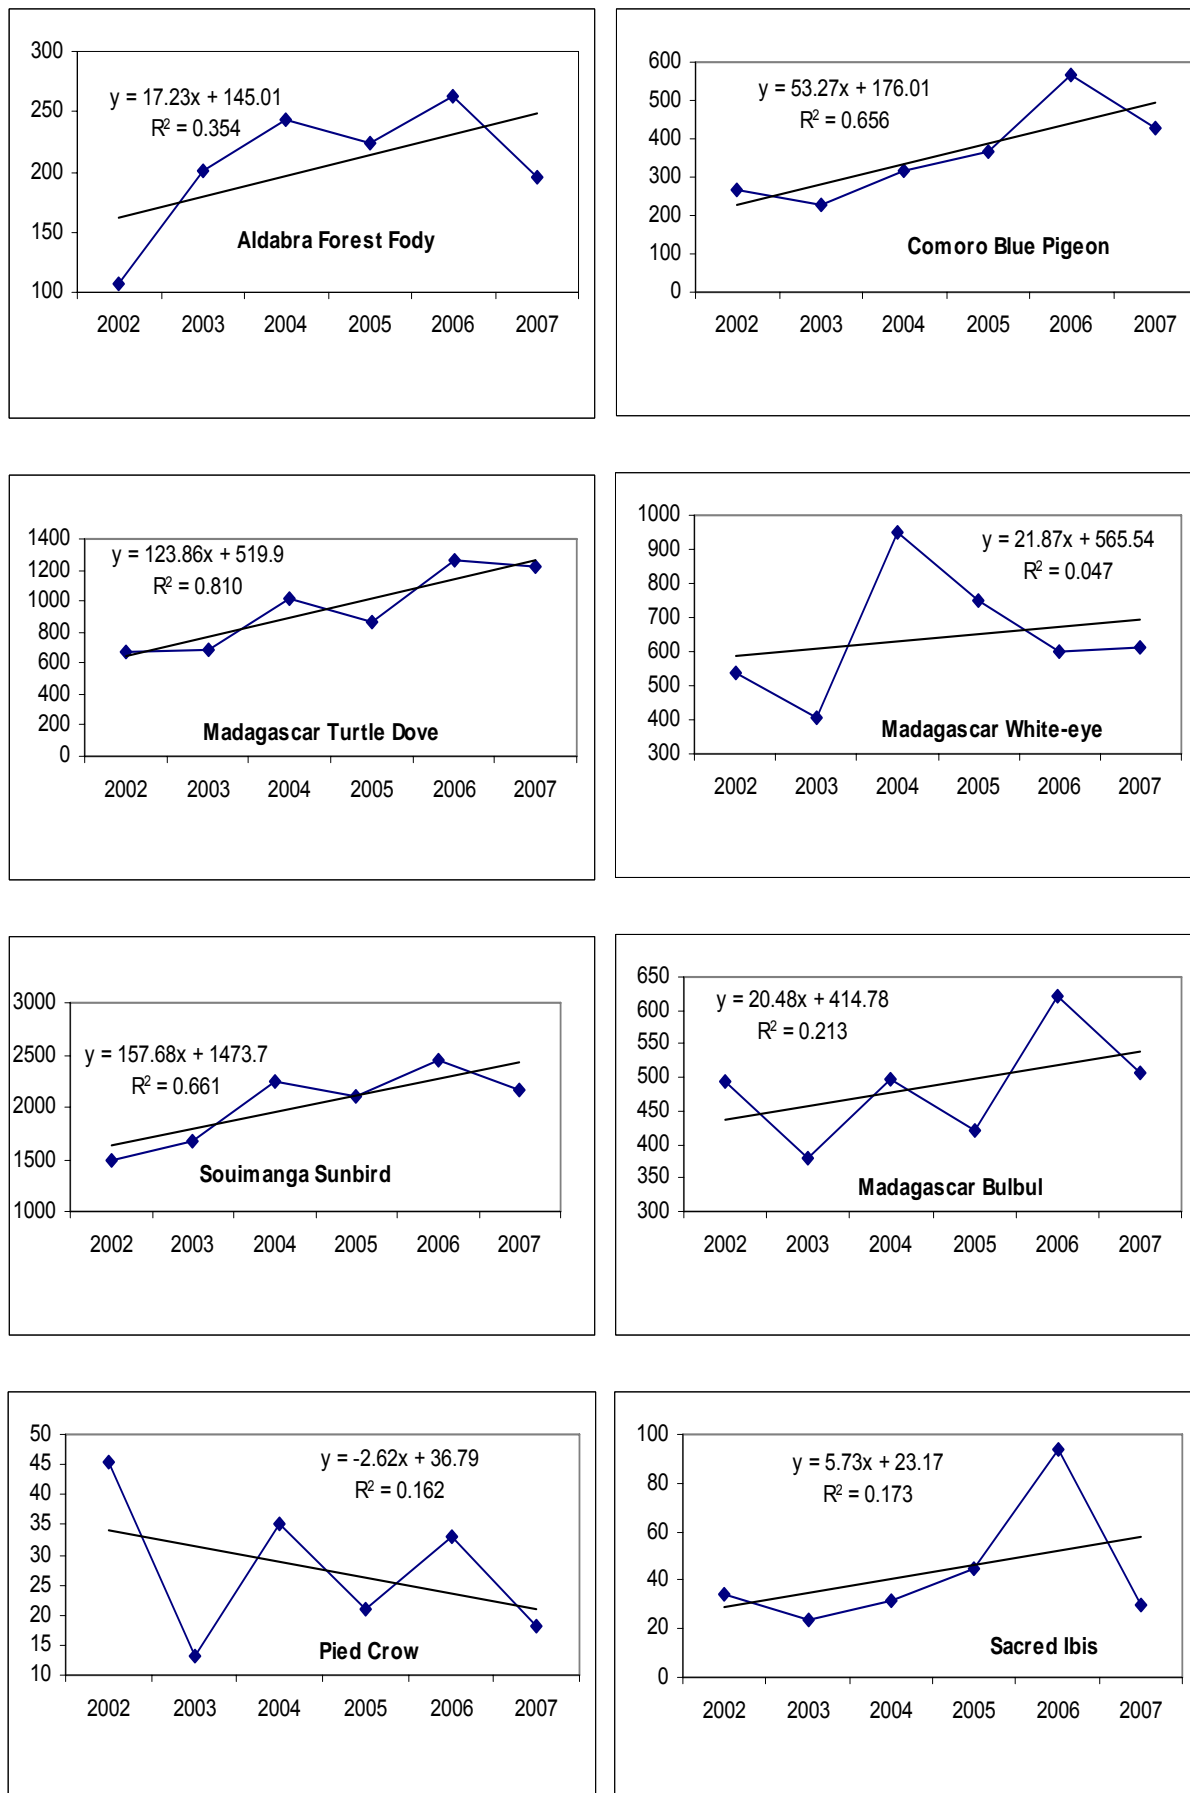 300
250
200
150
100
y = 17.23x + 145.01
R² = 0.354
Aldabra Forest Fody
2002 2003 2004 2005 2006 2007
600
500
400
300
200
100
0
y = 53.27x + 176.01
R² = 0.656
Comoro Blue Pigeon
2002 2003 2004 2005 2006 2007
1400
1200
1000
800
600
400
200
0
y = 123.86x + 519.9
R² = 0.810
Madagascar Turtle Dove
2002 2003 2004 2005 2006 2007
1000
900
800
700
600
500
400
300
y = 21.87x + 565.54
R² = 0.047
Madagascar White-eye
2002 2003 2004 2005 2006 2007
3000
2500
2000
1500
1000
y = 157.68x + 1473.7
R² = 0.661
Souimanga Sunbird
2002 2003 2004 2005 2006 2007
650
600
550
500
450
400
350
300
y = 20.48x + 414.78
R² = 0.213
Madagascar Bulbul
2002 2003 2004 2005 2006 2007
50
45
40
35
30
25
20
15
10
y = -2.62x + 36.79
R² = 0.162
Pied Crow
2002 2003 2004 2005 2006 2007
100
80
60
40
20
0
y = 5.73x + 23.17
R² = 0.173
Sacred Ibis
2002 2003 2004 2005 2006 2007